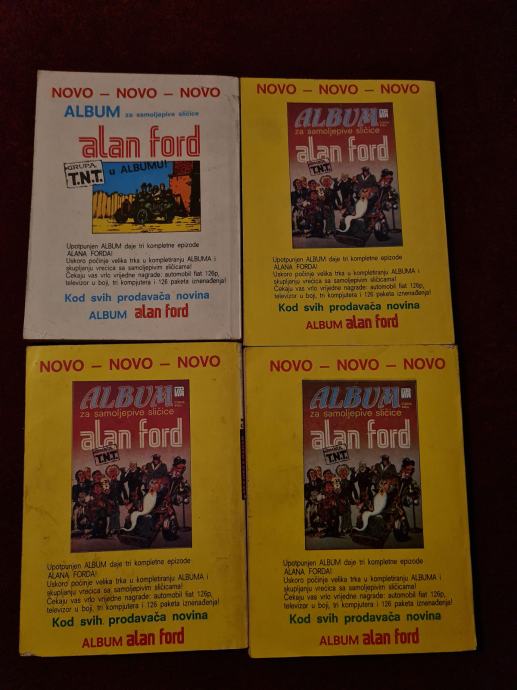 NOVO — NOVO — NOVO
ALBUM za samoljepive sličice
alan ford
GRUPA
T.N.T.
u ALBUMU!
Upotpunjen ALBUM daje tri kompletne epizode
ALANA FORDA!
Uskoro počinje velika trka u kompletiranju ALBUMA i
skupljanju vrećica sa samoljepivim sličicama!
Čekaju vas vrlo vrijedne nagrade: automobil fiat 126p,
televizor u boji, tri kompjutera i 126 paketa iznenađenja!
Kod svih prodavača novina
ALBUM alan ford
NOVO — NOVO — NOVO
ALBUM
za samoljepive sličice
alan ford
GRUPA
T.N.T.
Upotpunjen ALBUM daje tri kompletne epizode
ALANA FORDA!
Uskoro počinje velika trka u kompletiranju ALBUMA i
skupljanju vrećica sa samoljepivim sličicama!
Čekaju vas vrlo vrijedne nagrade: automobil fiat 126p,
televizor u boji, tri kompjutera i 126 paketa iznenađenja!
Kod svih prodavača novina
ALBUM alan ford
NOVO — NOVO — NOVO
ALBUM
za samoljepive sličice
alan ford
GRUPA
T.N.T.
Upotpunjen ALBUM daje tri kompletne epizode
ALANA FORDA!
Uskoro počinje velika trka u kompletiranju ALBUMA i
skupljanju vrećica sa samoljepivim sličicama!
Čekaju vas vrlo vrijedne nagrade: automobil fiat 126p,
televizor u boji, tri kompjutera i 126 paketa iznenađenja!
Kod svih prodavača novina
ALBUM alan ford
NOVO — NOVO — NOVO
ALBUM
za samoljepive sličice
alan ford
GRUPA
T.N.T.
Upotpunjen ALBUM daje tri kompletne epizode
ALANA FORDA!
Uskoro počinje velika trka u kompletiranju ALBUMA i
skupljanju vrećica sa samoljepivim sličicama!
Čekaju vas vrlo vrijedne nagrade: automobil fiat 126p,
televizor u boji, tri kompjutera i 126 paketa iznenađenja!
Kod svih prodavača novina
ALBUM alan ford